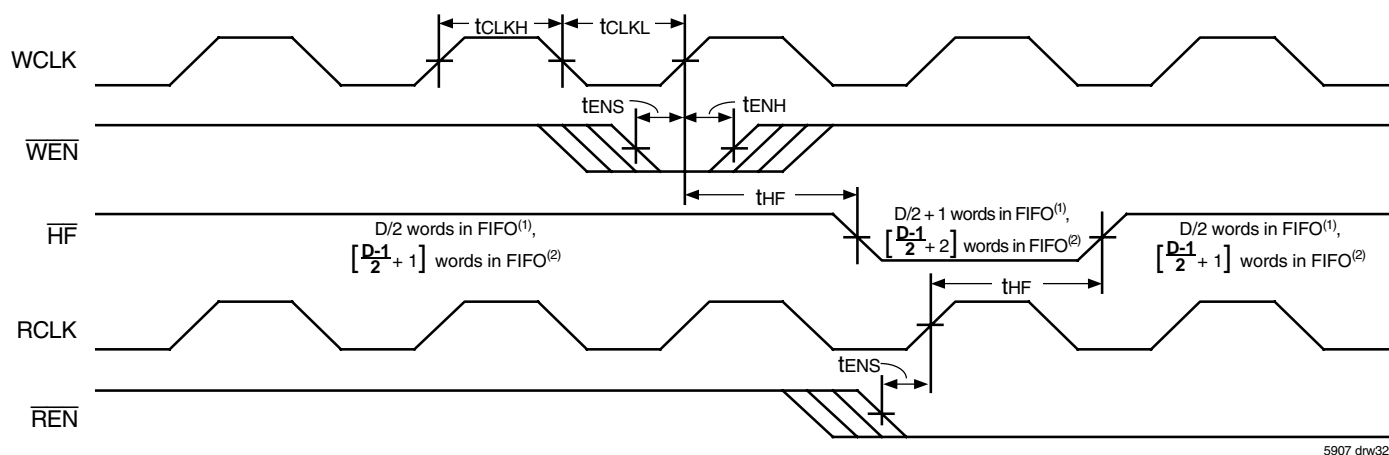 tCLKH
tCLKL
WCLK
tENS
tENH
WEN
tHF
HF
D/2 words in FIFO(1),
[D-1/2 + 1] words in FIFO(2)
D/2 + 1 words in FIFO(1),
[D-1/2 + 2] words in FIFO(2)
D/2 words in FIFO(1),
[D-1/2 + 1] words in FIFO(2)
tHF
RCLK
tENS
REN
5907 drw32